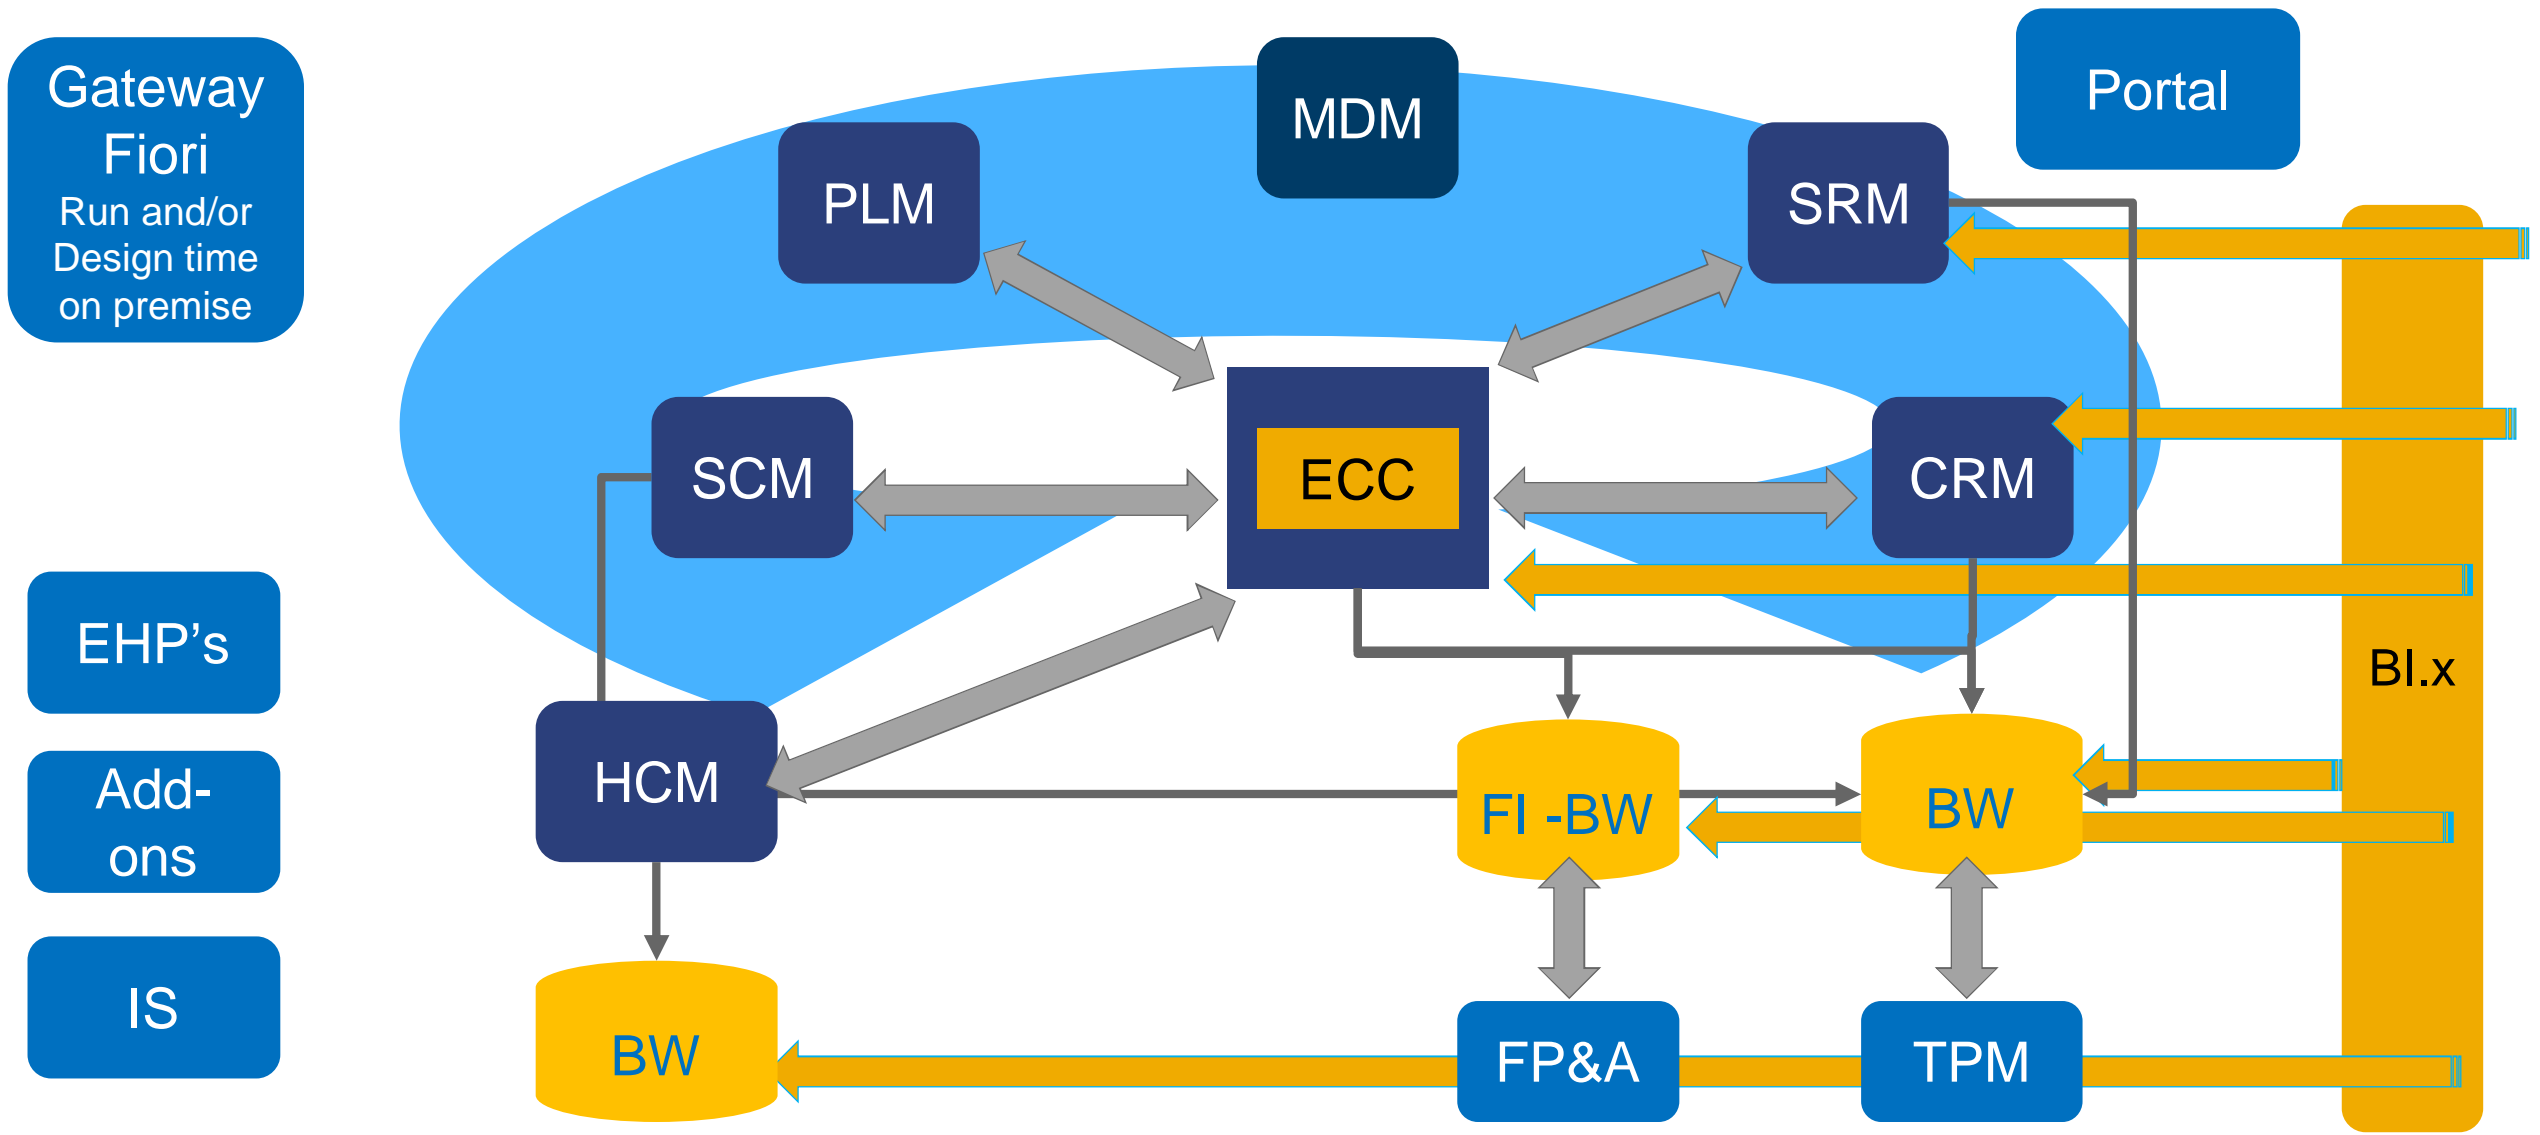 Gateway
Fiori
Run and/or
Design time
on premise
MDM
Portal
PLM
SRM
SCM
ECC
CRM
EHP’s
BI.x
Add-
ons
HCM
FI -BW
BW
IS
BW
FP&A
TPM